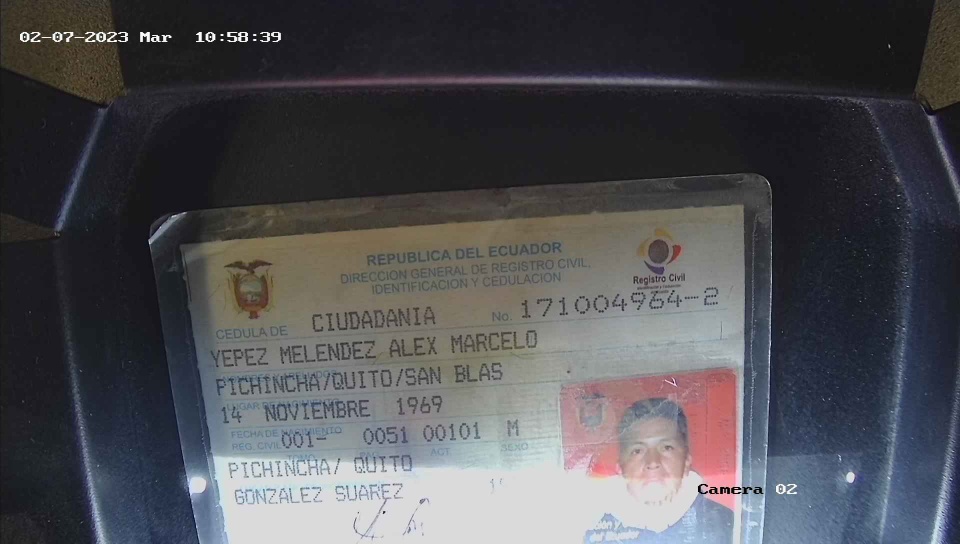 02-07-2023 Mar 10:58:39
REPUBLICA DEL ECUADOR
DIRECCION GENERAL DE REGISTRO CIVIL,
IDENTIFICACION Y CEDULACION
Registro Civil
CEDULA DE CIUDADANIA No. 171004964-2
YEPEZ MELENDEZ ALEX MARCELO
PICHINCHA/QUITO/SAN BLAS
LUGAR DE NACIMIENTO
14 NOVIEMBRE 1969
FECHA DE NACIMIENTO
REG. CIVIL 001- 0051 00101 M
ACT SEXO
PICHINCHA/ QUITO
GONZALEZ SUAREZ
Camera 02
del Ecuador